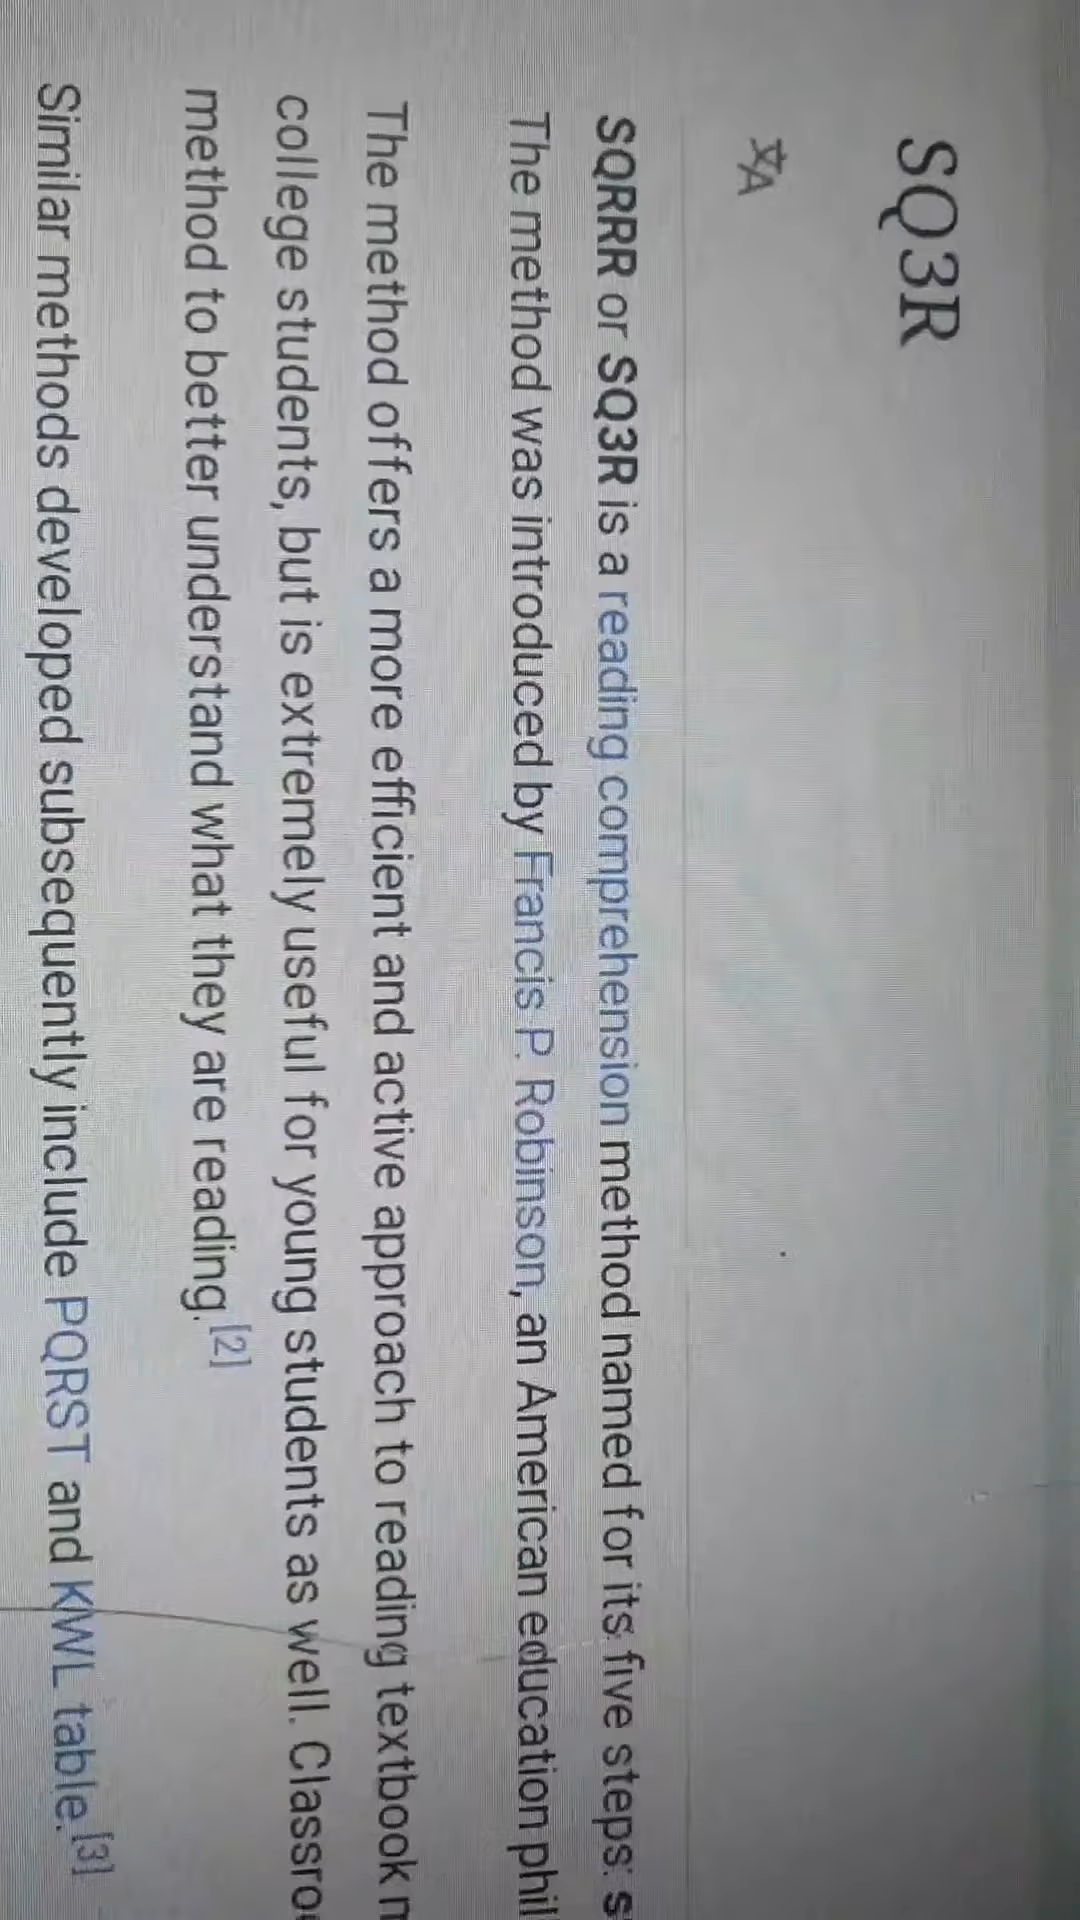 SQ3R
文A
SQRRR or SQ3R is a reading comprehension method named for its five steps:
The method was introduced by Francis P. Robinson, an American education
The method offers a more efficient and active approach to reading textbook
college students, but is extremely useful for young students as well.
method to better understand what they are reading.[2]
Similar methods developed subsequently include PQRST and KWL table.[3]